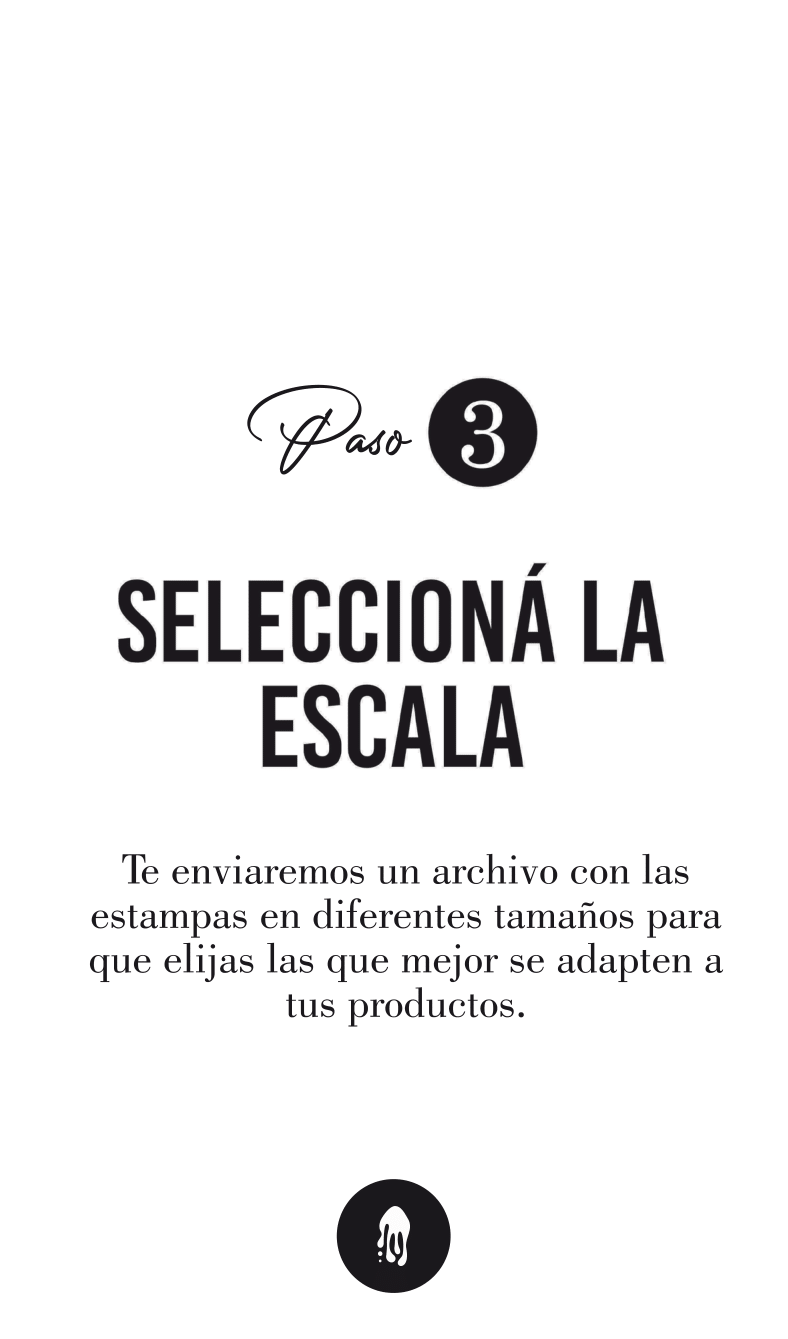 Paso 3
SELECCIONÁ LA
ESCALA
Te enviaremos un archivo con las
estampas en diferentes tamaños para
que elijas las que mejor se adapten a
tus productos.